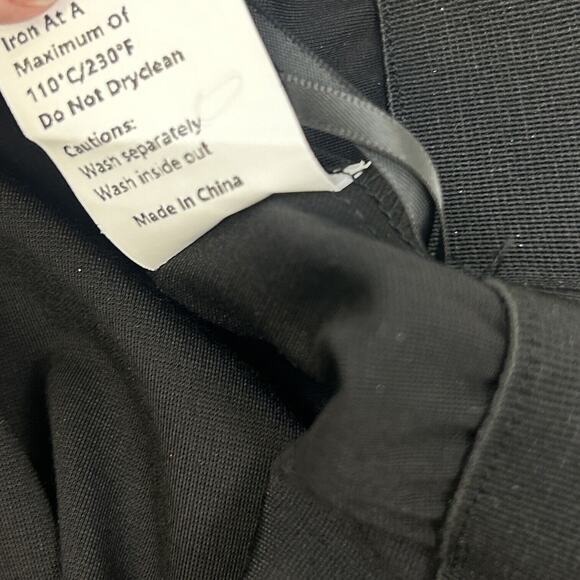 Iron At A
Maximum Of
110°C/230°F
Do Not Dryclean
Cautions:
Wash separately
Wash inside out
Made In China